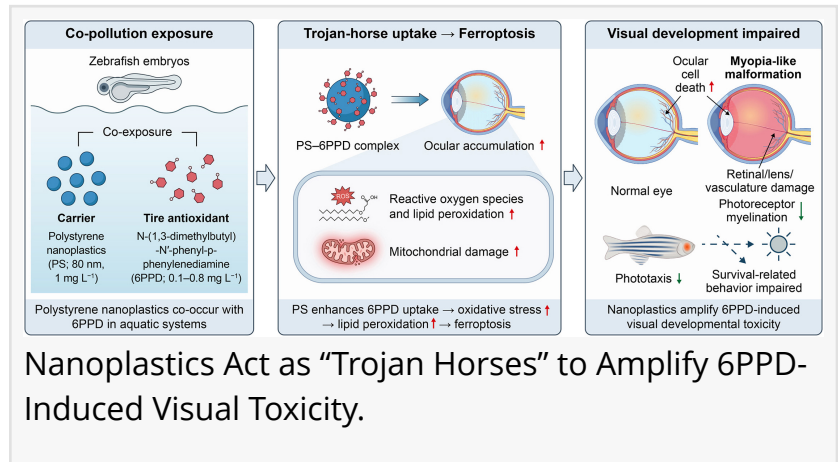 Co-pollution exposure
Zebrafish embryos
Co-exposure
Carrier
Polystyrene
nanoplastics
(PS; 80 nm,
1 mg L⁻¹)
Tire antioxidant
N-(1,3-dimethylbutyl)
-N′-phenyl-p-
phenylenediamine
(6PPD; 0.1–0.8 mg L⁻¹)
Polystyrene nanoplastics co-occur with
6PPD in aquatic systems
Trojan-horse uptake → Ferroptosis
PS–6PPD complex
Ocular accumulation ↑
ROS
OH
Reactive oxygen species
and lipid peroxidation ↑
Mitochondrial damage ↑
PS enhances 6PPD uptake → oxidative stress ↑
→ lipid peroxidation ↑ → ferroptosis
Visual development impaired
Ocular
cell
death ↑
Myopia-like
malformation
Normal eye
Retinal/lens/
vasculature damage
Photoreceptor
myelination ↓
Phototaxis ↓
Survival-related
behavior impaired
Nanoplastics amplify 6PPD-induced
visual developmental toxicity
Nanoplastics Act as “Trojan Horses” to Amplify 6PPD-
Induced Visual Toxicity.